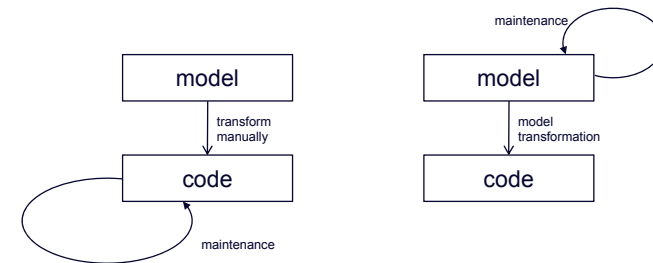 model
transform
manually
code
maintenance
maintenance
model
model
transformation
code